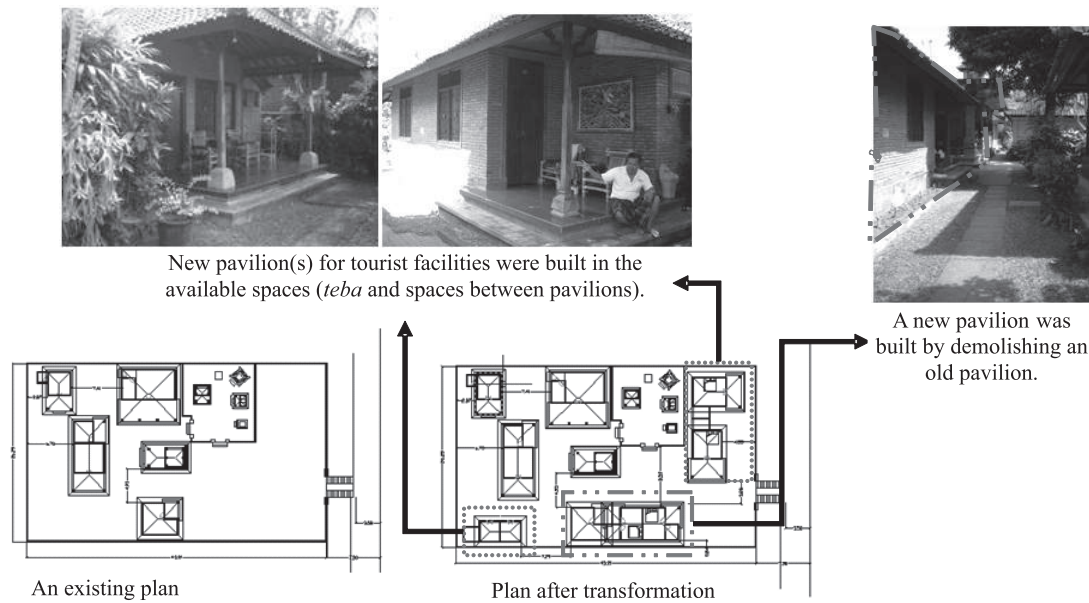 New pavilion(s) for tourist facilities were built in the
available spaces (teba and spaces between pavilions).
A new pavilion was
built by demolishing an
old pavilion.
An existing plan
Plan after transformation